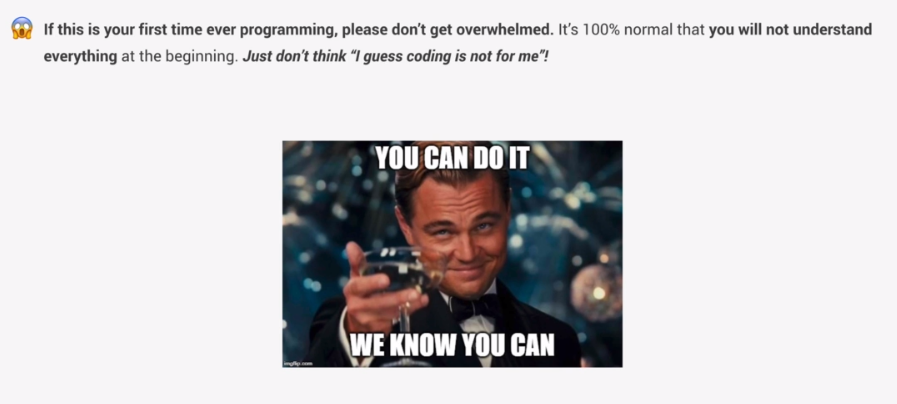 If this is your first time ever programming, please don't get overwhelmed. It's 100% normal that you will not understand
everything at the beginning. Just don't think “I guess coding is not for me”!
YOU CAN DO IT
WE KNOW YOU CAN
imgflip.com